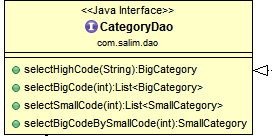 <<Java Interface>>
CategoryDao
com.salim.dao
selectHighCode(String):BigCategory
selectBigCode(int):List<BigCategory>
selectSmallCode(int):List<SmallCategory>
selectBigCodeBySmallCode(int):SmallCategory